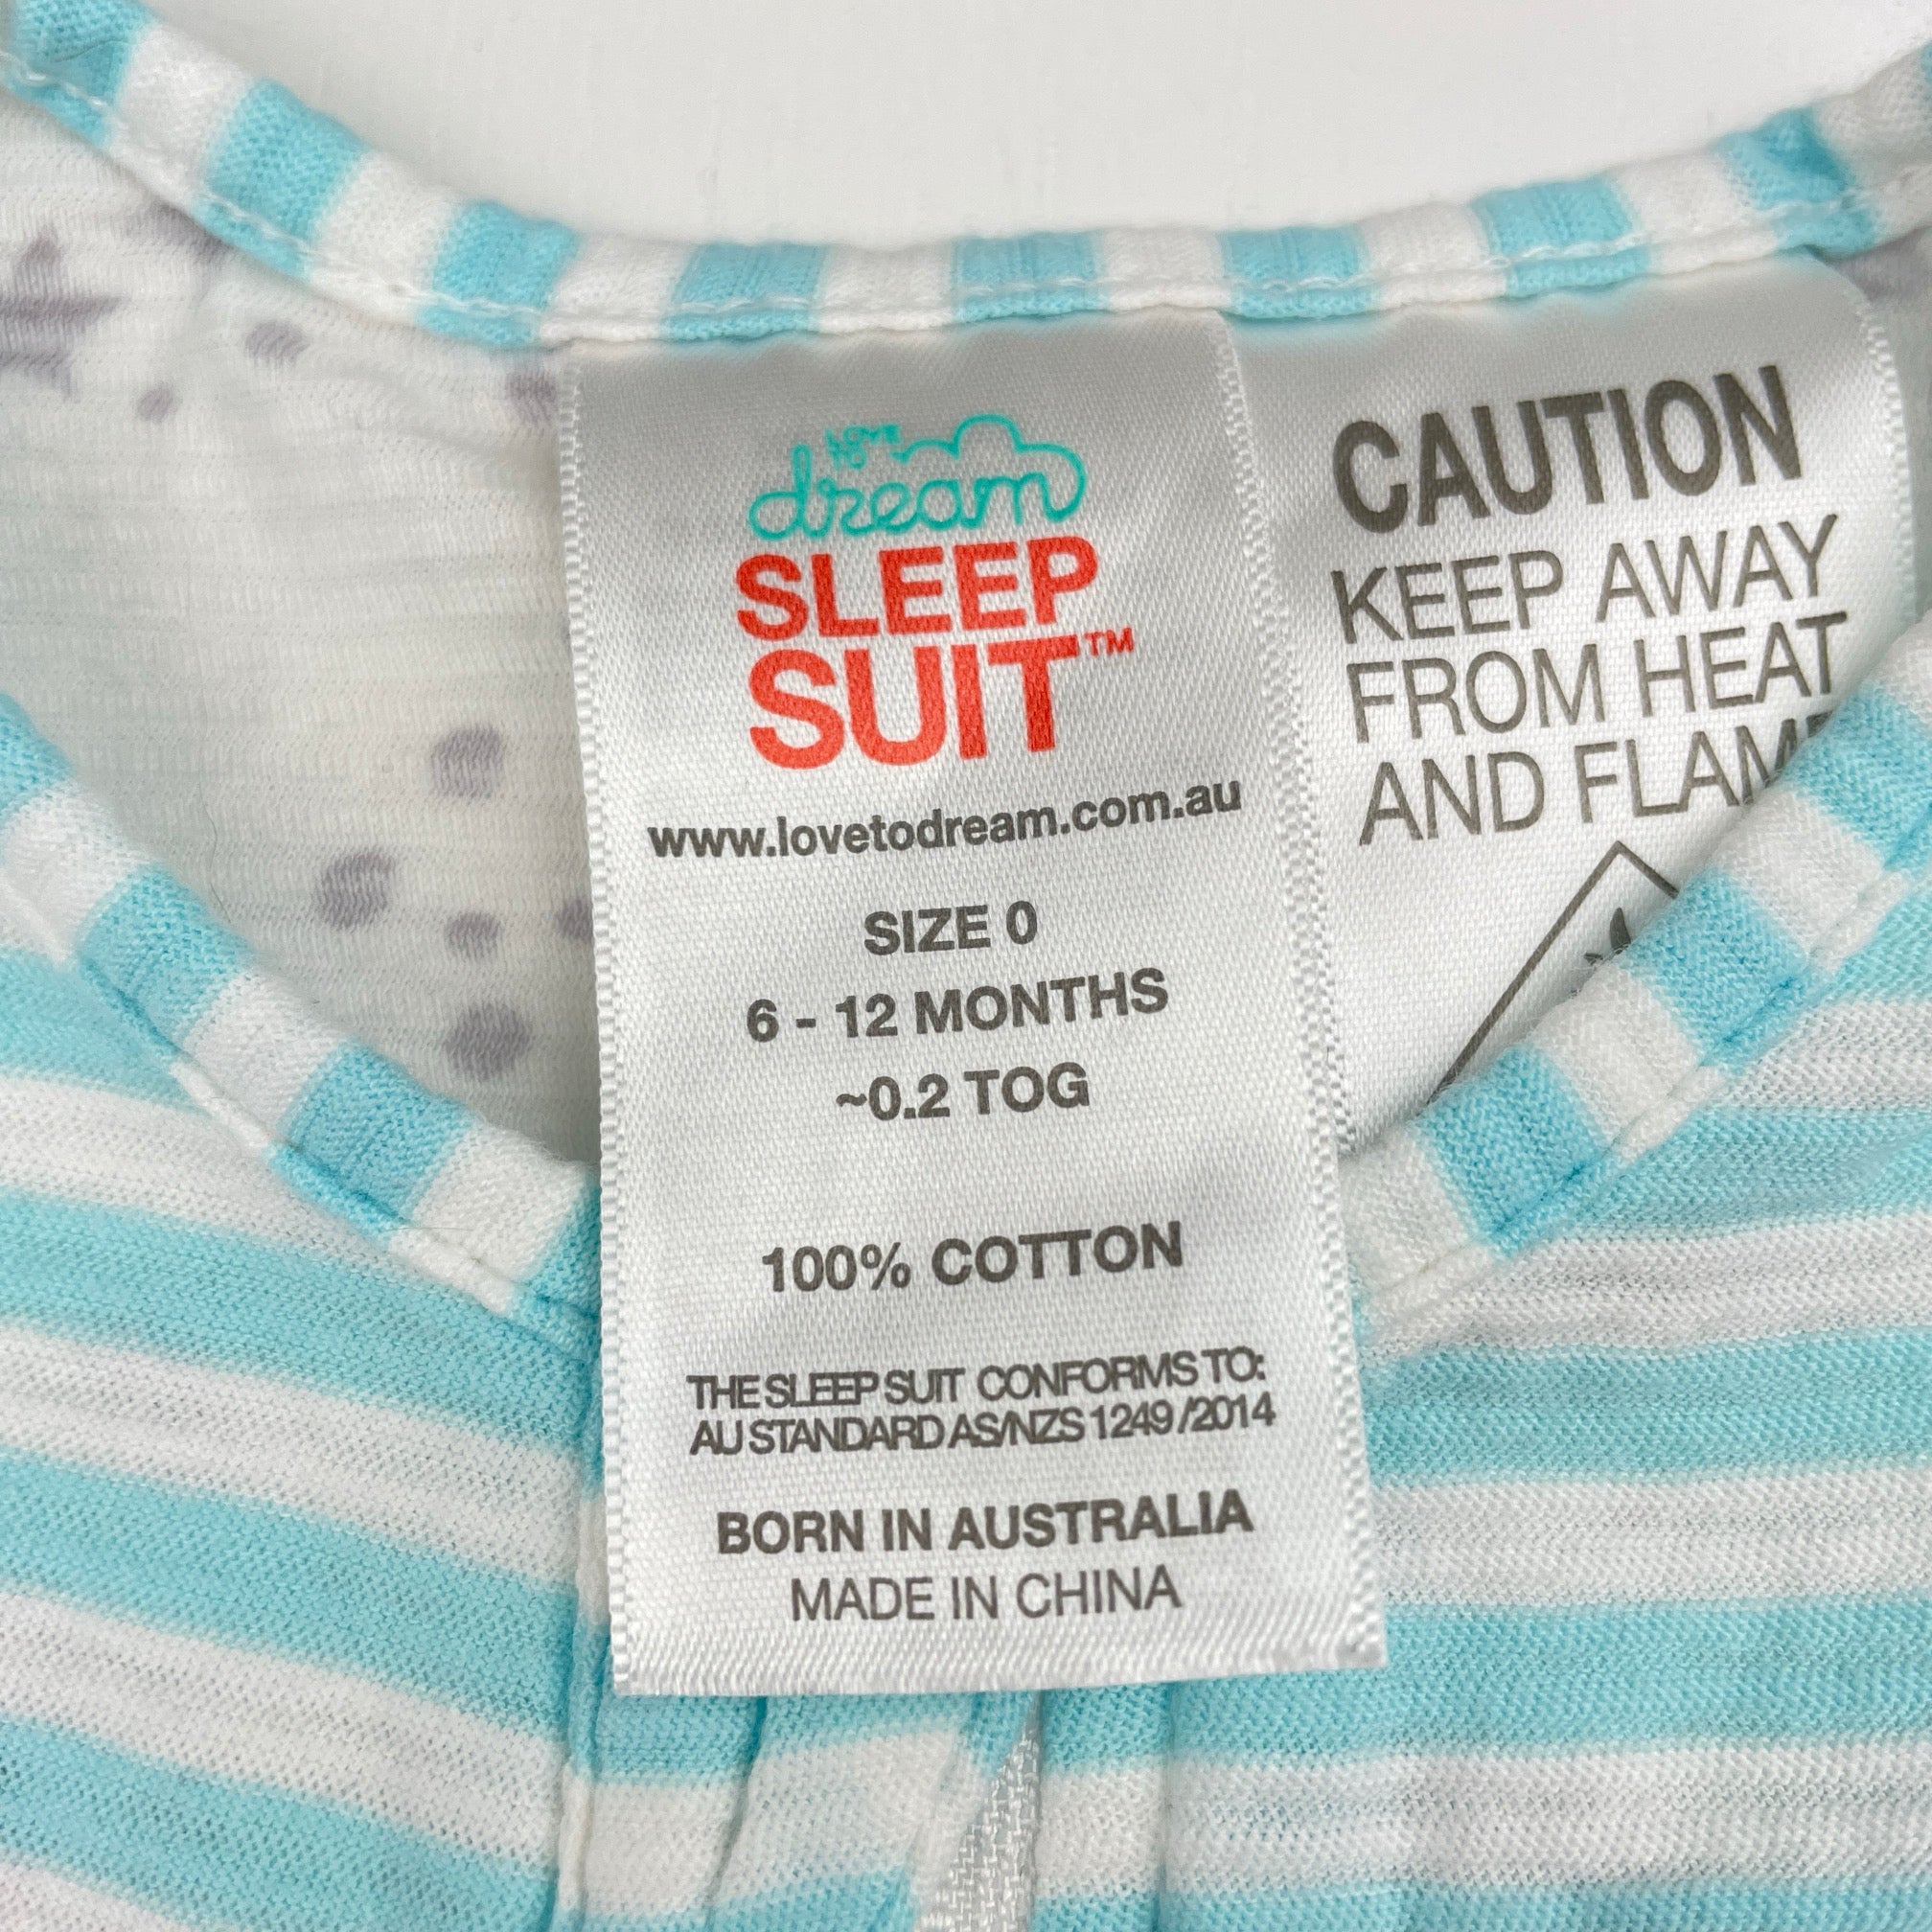 love
to
dream
SLEEP
SUIT™
www.lovetodream.com.au
SIZE 0
6 - 12 MONTHS
~0.2 TOG
100% COTTON
THE SLEEP SUIT CONFORMS TO:
AU STANDARD AS/NZS 1249 /2014
BORN IN AUSTRALIA
MADE IN CHINA
CAUTION
KEEP AWAY
FROM HEAT
AND